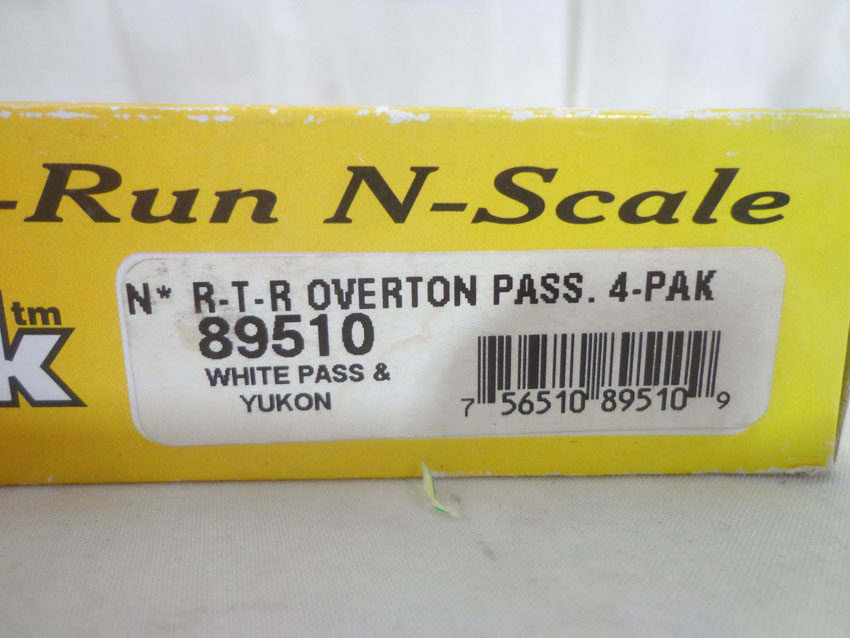 -Run N-Scale
k tm
N* R-T-R OVERTON PASS. 4-PAK
89510
WHITE PASS &
YUKON
7 56510 89510 9